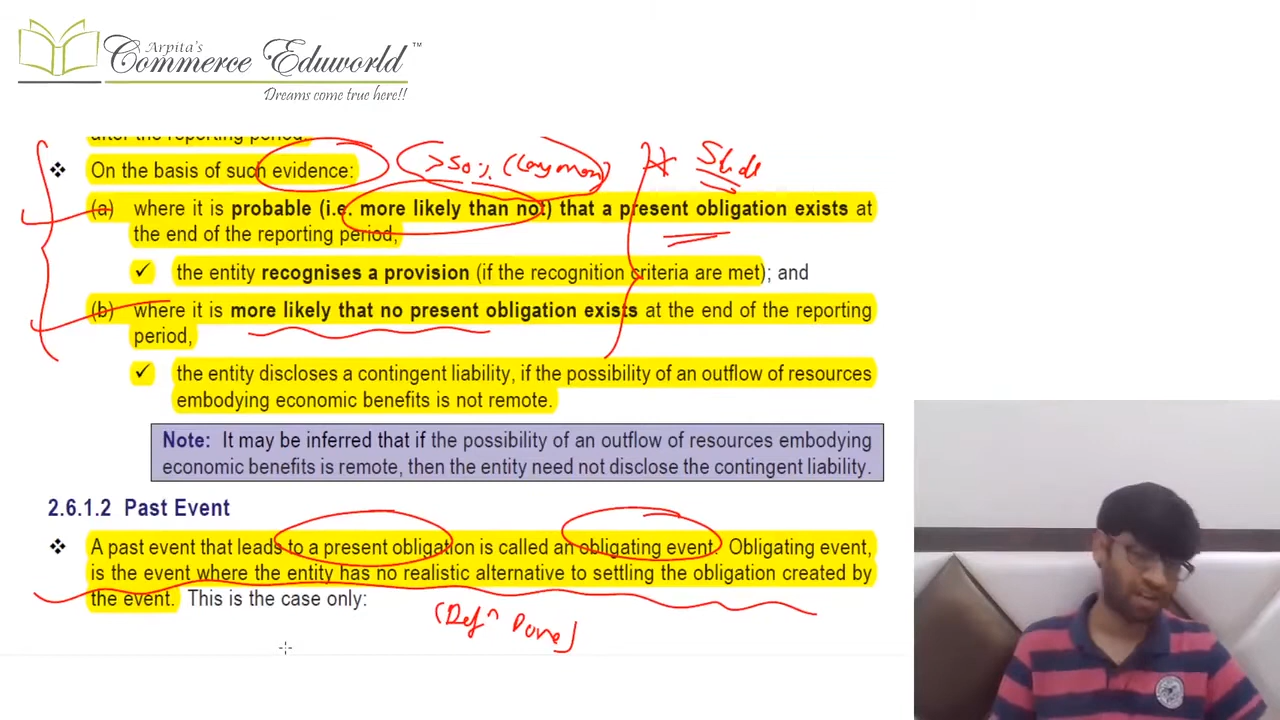 Arpita's
Commerce Eduworld™
Dreams come true here!!
after the reporting period.
❖ On the basis of such evidence:
>50% (Layman)
(a) where it is probable (i.e. more likely than not) that a present obligation exists at
the end of the reporting period,
✓ the entity recognises a provision (if the recognition criteria are met); and
(b) where it is more likely that no present obligation exists at the end of the reporting
period,
✓ the entity discloses a contingent liability, if the possibility of an outflow of resources
embodying economic benefits is not remote.
Note: It may be inferred that if the possibility of an outflow of resources embodying
economic benefits is remote, then the entity need not disclose the contingent liability.
2.6.1.2 Past Event
❖ A past event that leads to a present obligation is called an obligating event. Obligating event,
is the event where the entity has no realistic alternative to settling the obligation created by
the event. This is the case only:
(Defⁿ Done)